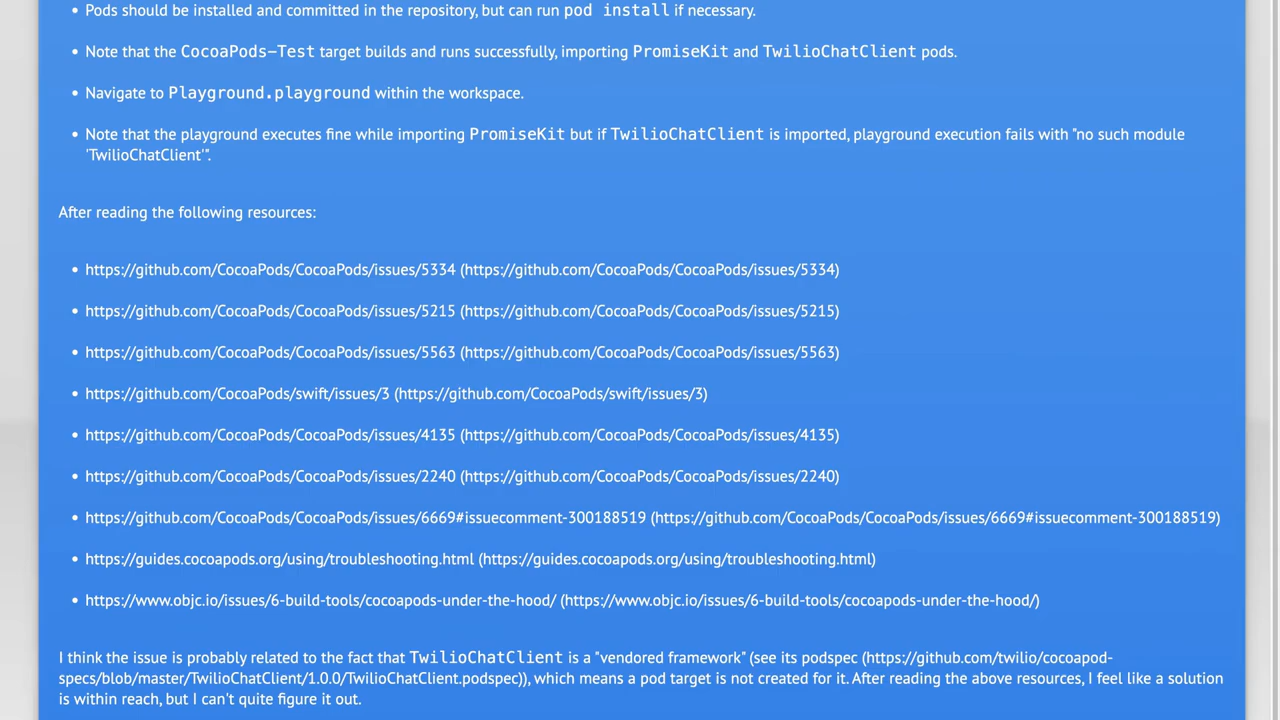 • Pods should be installed and committed in the repository, but can run pod install if necessary.
• Note that the CocoaPods-Test target builds and runs successfully, importing PromiseKit and TwilioChatClient pods.
• Navigate to Playground.playground within the workspace.
• Note that the playground executes fine while importing PromiseKit but if TwilioChatClient is imported, playground execution fails with "no such module
'TwilioChatClient'".
After reading the following resources:
• https://github.com/CocoaPods/CocoaPods/issues/5334 (https://github.com/CocoaPods/CocoaPods/issues/5334)
• https://github.com/CocoaPods/CocoaPods/issues/5215 (https://github.com/CocoaPods/CocoaPods/issues/5215)
• https://github.com/CocoaPods/CocoaPods/issues/5563 (https://github.com/CocoaPods/CocoaPods/issues/5563)
• https://github.com/CocoaPods/swift/issues/3 (https://github.com/CocoaPods/swift/issues/3)
• https://github.com/CocoaPods/CocoaPods/issues/4135 (https://github.com/CocoaPods/CocoaPods/issues/4135)
• https://github.com/CocoaPods/CocoaPods/issues/2240 (https://github.com/CocoaPods/CocoaPods/issues/2240)
• https://github.com/CocoaPods/CocoaPods/issues/6669#issuecomment-300188519 (https://github.com/CocoaPods/CocoaPods/issues/6669#issuecomment-300188519)
• https://guides.cocoapods.org/using/troubleshooting.html (https://guides.cocoapods.org/using/troubleshooting.html)
• https://www.objc.io/issues/6-build-tools/cocoapods-under-the-hood/ (https://www.objc.io/issues/6-build-tools/cocoapods-under-the-hood/)
I think the issue is probably related to the fact that TwilioChatClient is a "vendored framework" (see its podspec (https://github.com/twilio/cocoapod-
specs/blob/master/TwilioChatClient/1.0.0/TwilioChatClient.podspec)), which means a pod target is not created for it. After reading the above resources, I feel like a solution
is within reach, but I can't quite figure it out.